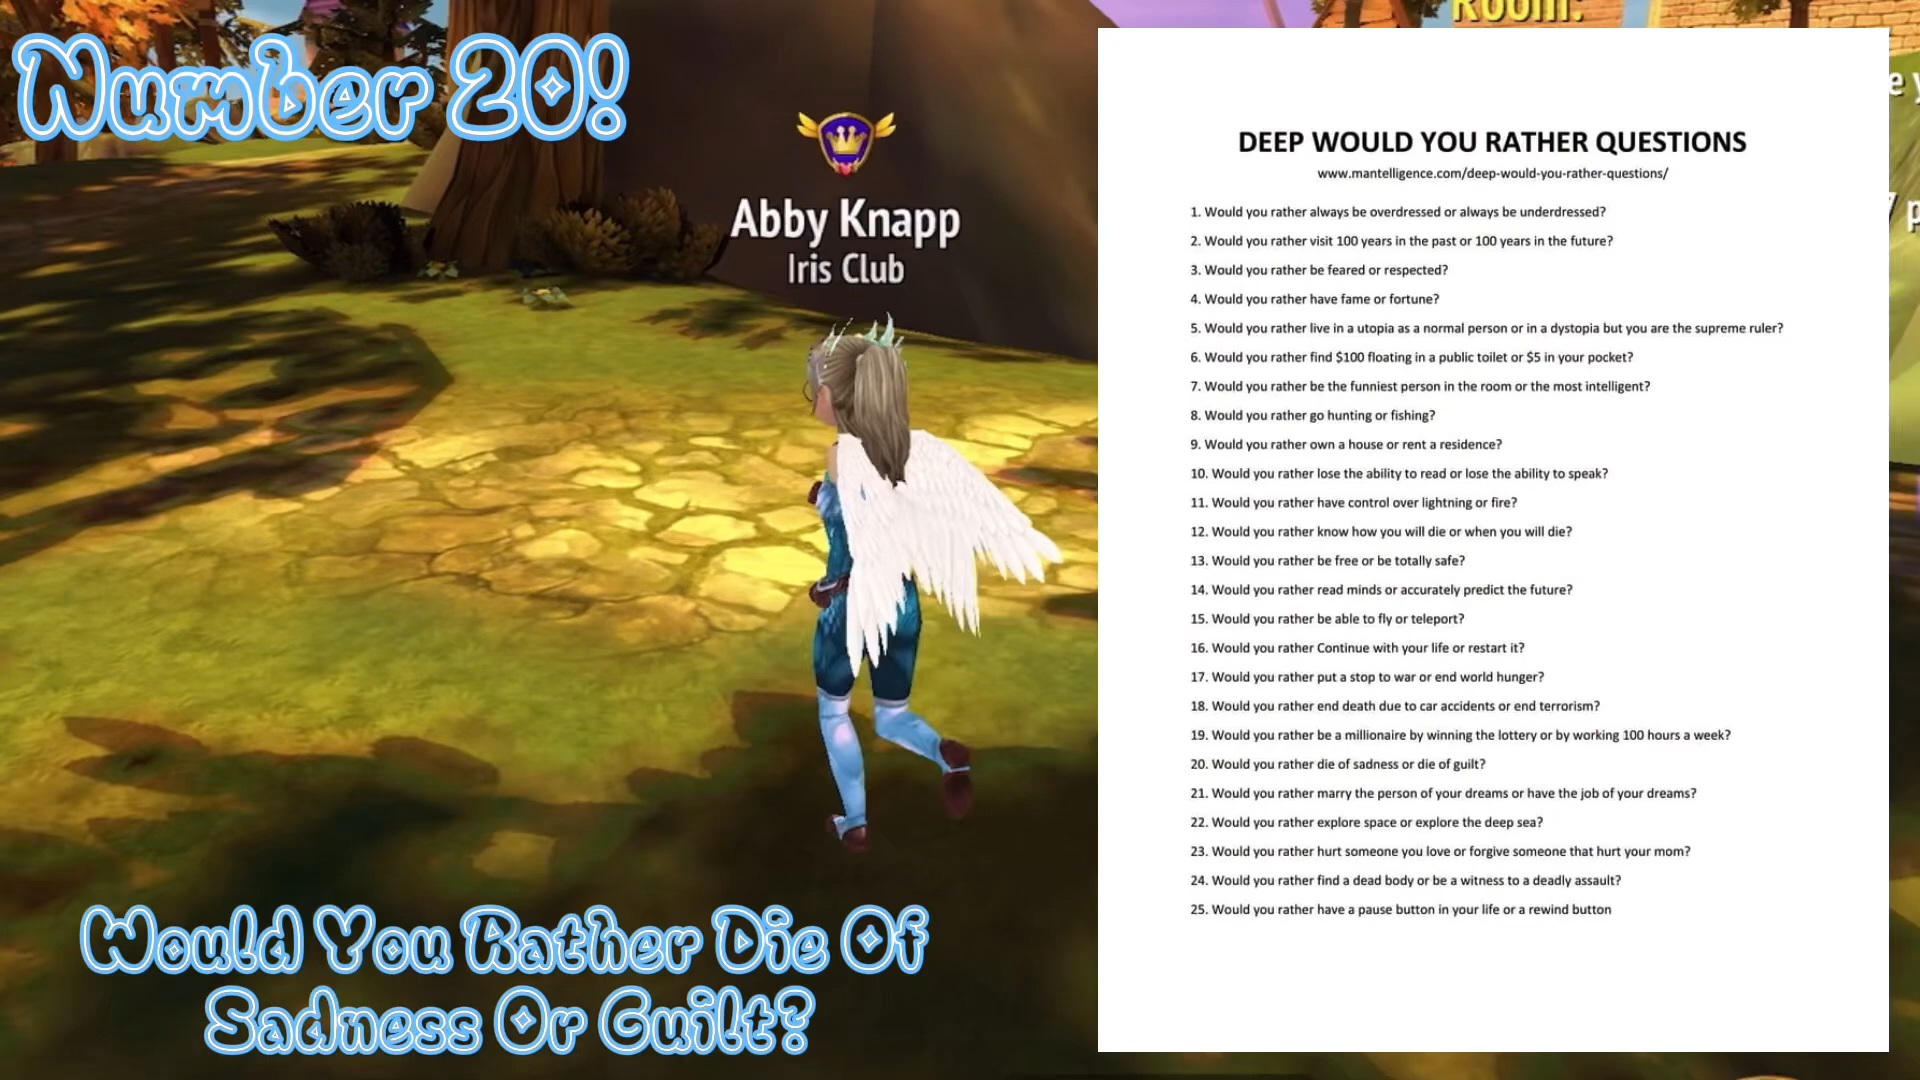 Number 20!
Room:
Abby Knapp
Iris Club
DEEP WOULD YOU RATHER QUESTIONS
www.mantelligence.com/deep-would-you-rather-questions/
1. Would you rather always be overdressed or always be underdressed?
2. Would you rather visit 100 years in the past or 100 years in the future?
3. Would you rather be feared or respected?
4. Would you rather have fame or fortune?
5. Would you rather live in a utopia as a normal person or in a dystopia but you are the supreme ruler?
6. Would you rather find $100 floating in a public toilet or $5 in your pocket?
7. Would you rather be the funniest person in the room or the most intelligent?
8. Would you rather go hunting or fishing?
9. Would you rather own a house or rent a residence?
10. Would you rather lose the ability to read or lose the ability to speak?
11. Would you rather have control over lightning or fire?
12. Would you rather know how you will die or when you will die?
13. Would you rather be free or be totally safe?
14. Would you rather read minds or accurately predict the future?
15. Would you rather be able to fly or teleport?
16. Would you rather Continue with your life or restart it?
17. Would you rather put a stop to war or end world hunger?
18. Would you rather end death due to car accidents or end terrorism?
19. Would you rather be a millionaire by winning the lottery or by working 100 hours a week?
20. Would you rather die of sadness or die of guilt?
21. Would you rather marry the person of your dreams or have the job of your dreams?
22. Would you rather explore space or explore the deep sea?
23. Would you rather hurt someone you love or forgive someone that hurt your mom?
24. Would you rather find a dead body or be a witness to a deadly assault?
25. Would you rather have a pause button in your life or a rewind button
Would You Rather Die Of
Sadness Or Guilt?